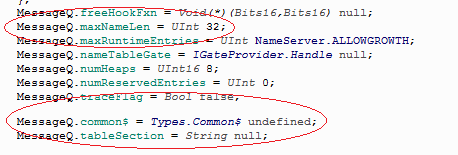 MessageQ.freeHookFxn = Void(*)(Bits16,Bits16) null;
MessageQ.maxNameLen = UInt 32;
MessageQ.maxRuntimeEntries = UInt NameServer.ALLOWGROWTH;
MessageQ.nameTableGate = IGateProvider.Handle null;
MessageQ.numHeaps = UInt16 8;
MessageQ.numReservedEntries = UInt 0;
MessageQ.traceFlag = Bool false;
MessageQ.common$ = Types.Common$ undefined;
MessageQ.tableSection = String null;